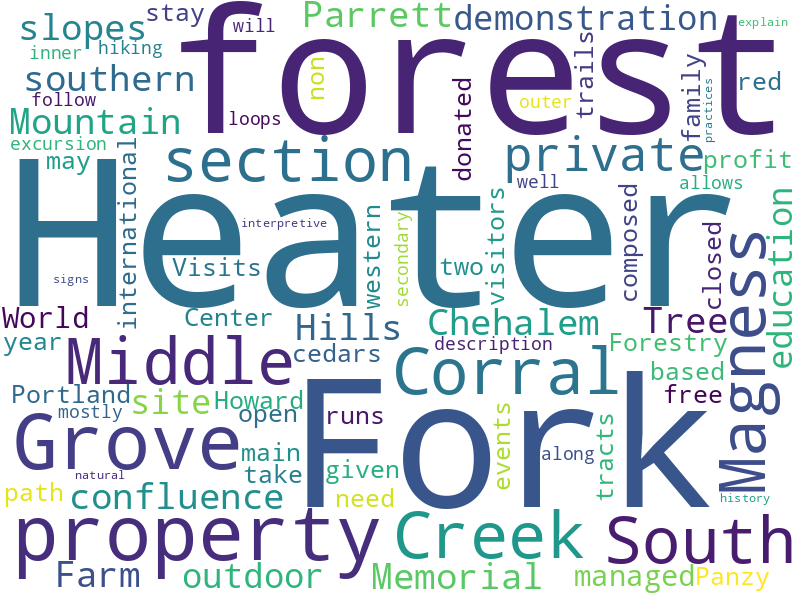 stay
will
Parrett
demonstration
explain
slopes
forest
inner
hiking
non
trails
family
southern
practices
red
follow
outer
Mountain
loops
donated
excursion
section
private
profit
may
international
well
allows
Heater
interpretive
western
secondary
visitors
composed
closed
education
Visits
two
signs
World
Center
Hills
Chehalem
Tree
Magness
year
cedars
description
Forestry
Middle
Corral
based
Portland
site
Howard
free
mostly
open
runs
events
tracts
Grove
main
Fork
along
take
given
natural
path
confluence
need
history
property
Creek
South
Farm
outdoor
Memorial
managed
Panzy